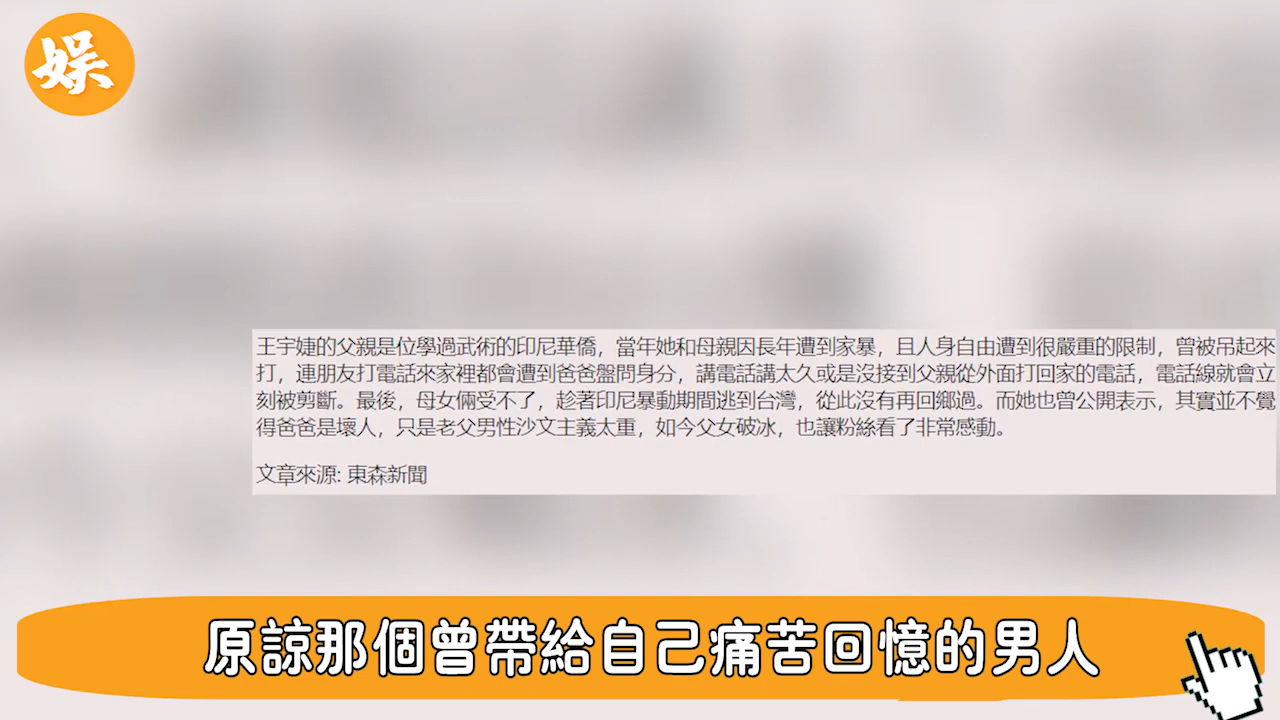 娱
王宇婕的父親是位學過武術的印尼華僑，當年她和母親因長年遭到家暴，且人身自由遭到很嚴重的限制，曾被吊起來
打，連朋友打電話來家裡都會遭到爸爸盤問身分，講電話講太久或是沒接到父親從外面打回家的電話，電話線就會立
刻被剪斷。最後，母女倆受不了，趁著印尼暴動期間逃到台灣，從此沒有再回鄉過。而她也曾公開表示，其實並不覺
得爸爸是壞人，只是老父男性沙文主義太重，如今父女破冰，也讓粉絲看了非常感動。
文章來源: 東森新聞
原諒那個曾帶給自己痛苦回憶的男人